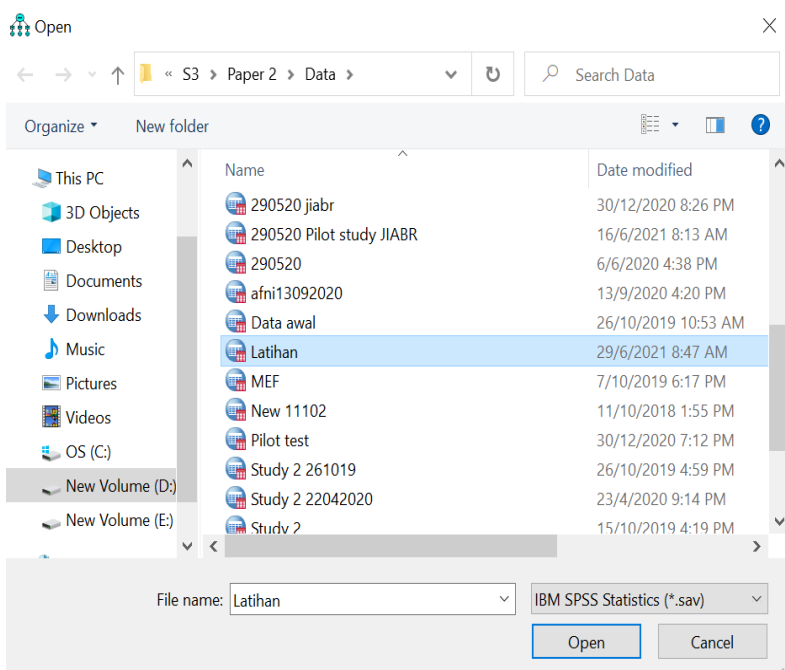 Open
« S3 > Paper 2 > Data >
Search Data
Organize
New folder
?
Name
Date modified
This PC
3D Objects
Desktop
Documents
Downloads
Music
Pictures
Videos
OS (C:)
New Volume (D:)
New Volume (E:)
290520 jiabr 30/12/2020 8:26 PM
290520 Pilot study JIABR 16/6/2021 8:13 AM
290520 6/6/2020 4:38 PM
afni13092020 13/9/2020 4:20 PM
Data awal 26/10/2019 10:53 AM
Latihan 29/6/2021 8:47 AM
MEF 7/10/2019 6:17 PM
New 11102 11/10/2018 1:55 PM
Pilot test 30/12/2020 7:12 PM
Study 2 261019 26/10/2019 4:59 PM
Study 2 22042020 23/4/2020 9:14 PM
Study 2 15/10/2019 4:19 PM
File name: Latihan
IBM SPSS Statistics (*.sav)
Open
Cancel